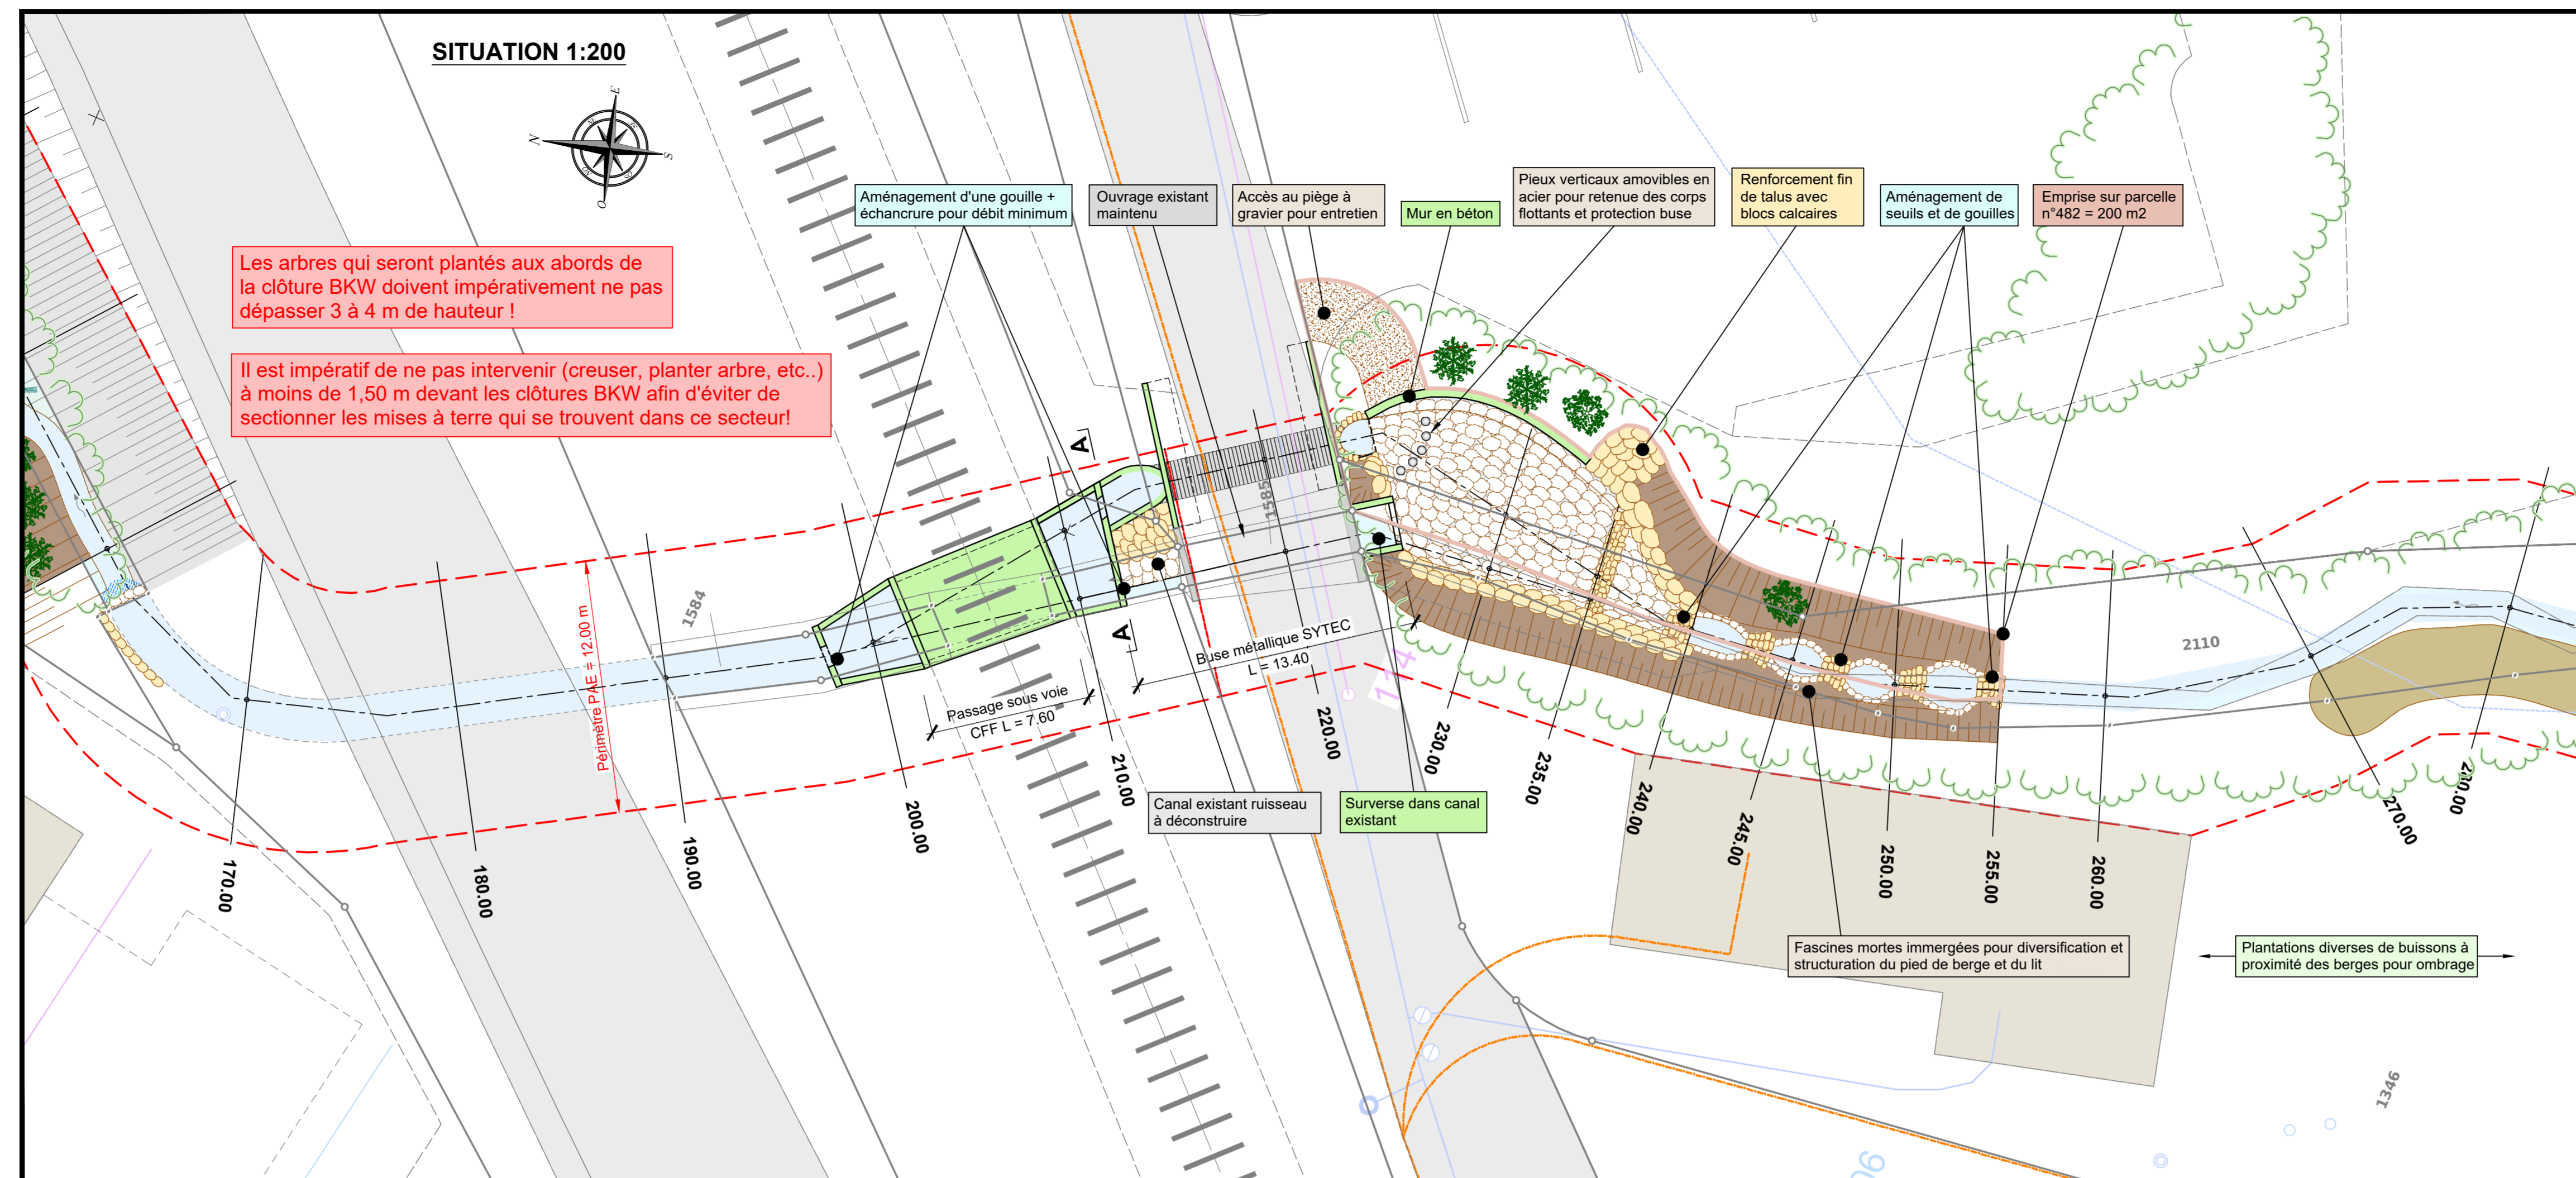 SITUATION 1:200
N
E
S
O
Aménagement d'une gouille +
échancrure pour débit minimum
Ouvrage existant
maintenu
Accès au piège à
gravier pour entretien
Mur en béton
Pieux verticaux amovibles en
acier pour retenue des corps
flottants et protection buse
Renforcement fin
de talus avec
blocs calcaires
Aménagement de
seuils et de gouilles
Emprise sur parcelle
n°482 = 200 m2
Les arbres qui seront plantés aux abords de
la clôture BKW doivent impérativement ne pas
dépasser 3 à 4 m de hauteur !
Il est impératif de ne pas intervenir (creuser, planter arbre, etc..)
à moins de 1,50 m devant les clôtures BKW afin d'éviter de
sectionner les mises à terre qui se trouvent dans ce secteur!
A
A
1585
1584
Périmètre PAE = 12.00 m
Passage sous voie
CFF L = 7.60
Buse métallique SYTEC
L = 13.40
1114
2110
170.00
180.00
190.00
200.00
210.00
220.00
230.00
235.00
240.00
245.00
250.00
255.00
260.00
270.00
280.00
Canal existant ruisseau
à déconstruire
Surverse dans canal
existant
Fascines mortes immergées pour diversification et
structuration du pied de berge et du lit
Plantations diverses de buissons à
proximité des berges pour ombrage
1346